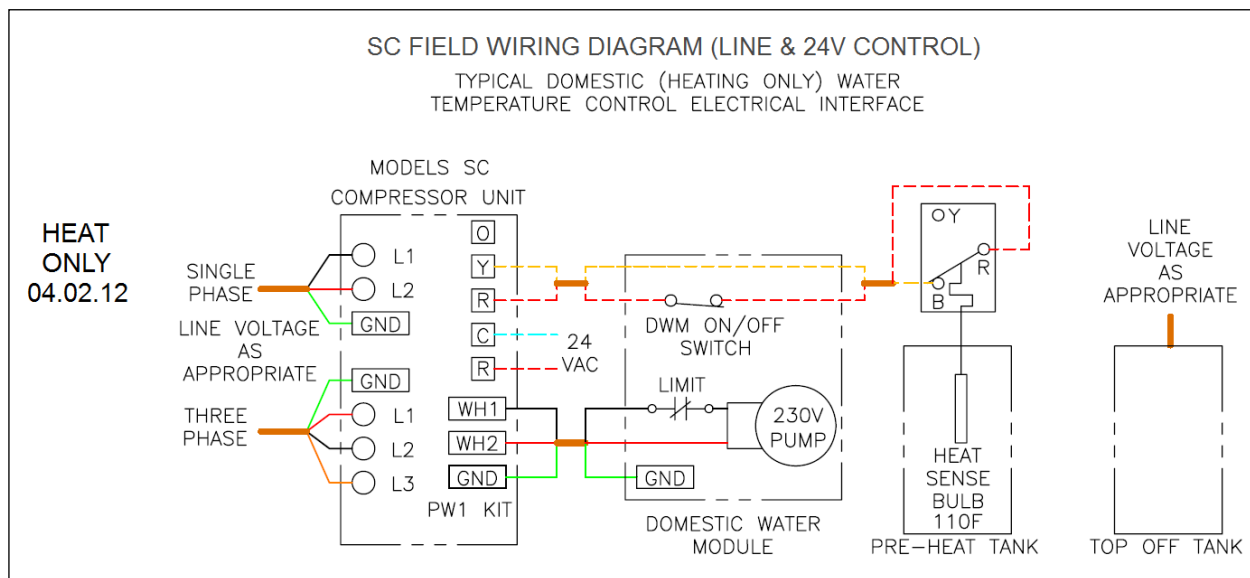 SC FIELD WIRING DIAGRAM (LINE & 24V CONTROL)
TYPICAL DOMESTIC (HEATING ONLY) WATER
TEMPERATURE CONTROL ELECTRICAL INTERFACE
HEAT
ONLY
04.02.12
MODELS SC
COMPRESSOR UNIT
SINGLE
PHASE
LINE VOLTAGE
AS
APPROPRIATE
THREE
PHASE
L1
L2
GND
GND
L1
L2
L3
O
Y
R
C
R
24
VAC
WH1
WH2
GND
PW1 KIT
DWM ON/OFF
SWITCH
LIMIT
230V
PUMP
GND
DOMESTIC WATER
MODULE
OY
R
B
HEAT
SENSE
BULB
110F
PRE-HEAT TANK
LINE
VOLTAGE
AS
APPROPRIATE
TOP OFF TANK